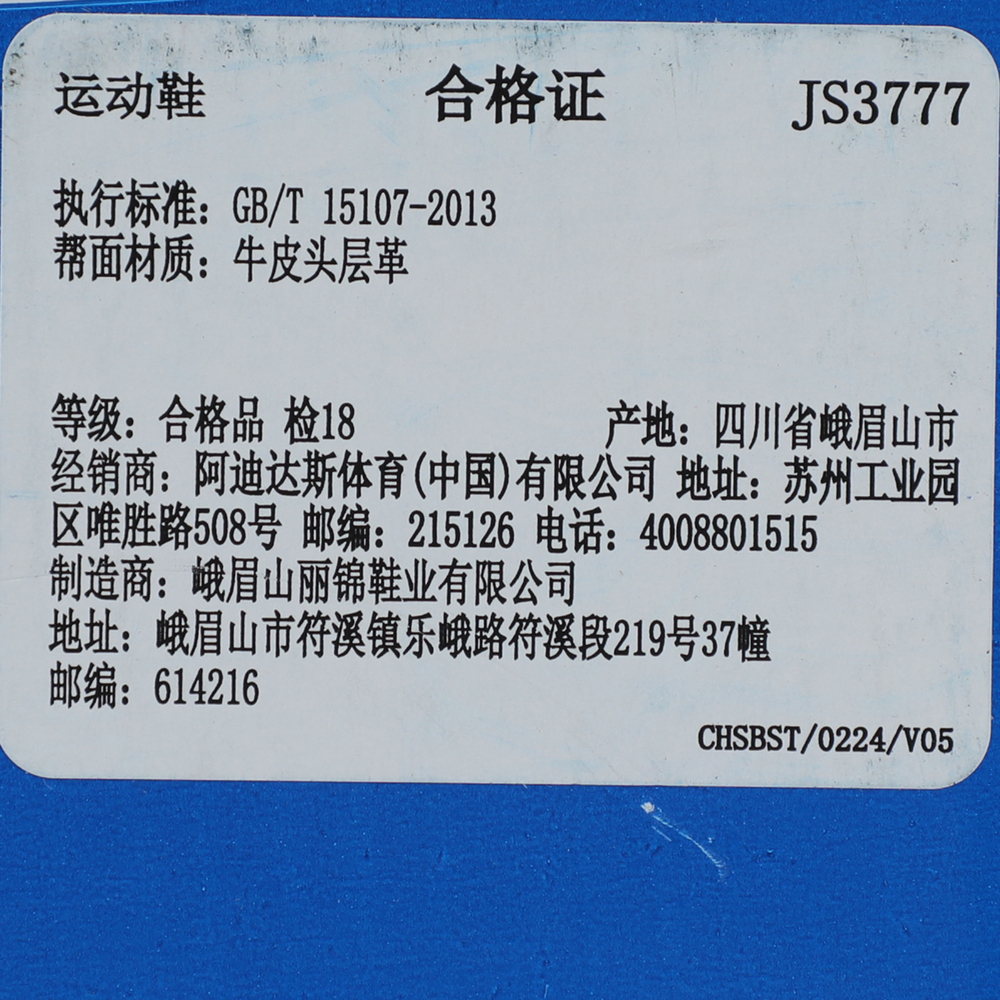 运动鞋 合格证 JS3777
执行标准：GB/T 15107-2013
帮面材质：牛皮头层革
等级：合格品 检18 产地：四川省峨眉山市
经销商：阿迪达斯体育(中国)有限公司 地址：苏州工业园
区唯胜路508号 邮编：215126 电话：4008801515
制造商：峨眉山丽锦鞋业有限公司
地址：峨眉山市符溪镇乐峨路符溪段219号37幢
邮编：614216
CHSBST/0224/V05